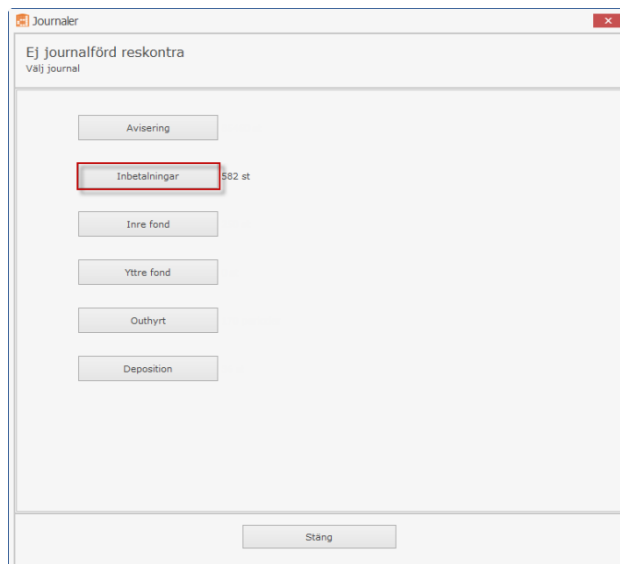 Journaler
Ej journalförd reskontra
Välj journal
Avisering
Inbetalningar 582 st
Inre fond
Yttre fond
Outhyrt
Deposition
Stäng